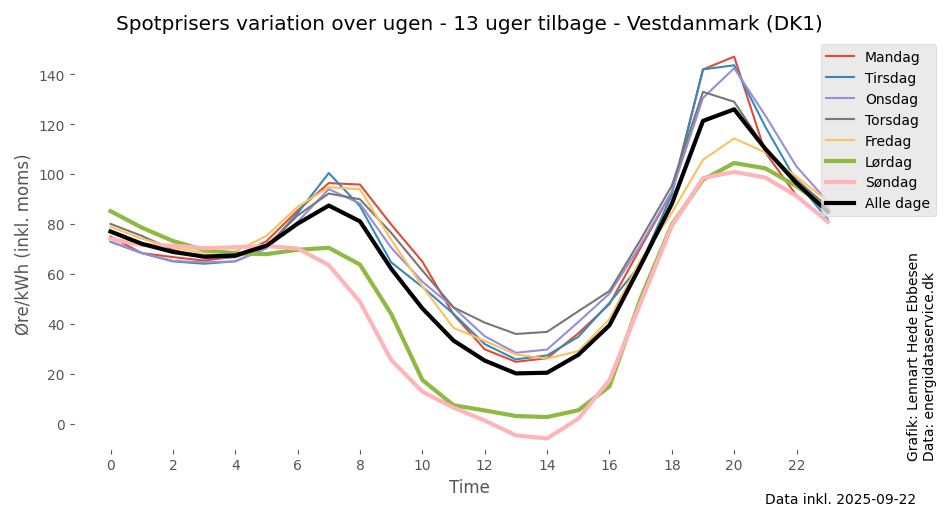 Spotprisers variation over ugen - 13 uger tilbage - Vestdanmark (DK1)
Mandag
Tirsdag
Onsdag
Torsdag
Fredag
Lørdag
Søndag
Alle dage
Øre/kWh (inkl. moms)
140
120
100
80
60
40
20
0
0 2 4 6 8 10 12 14 16 18 20 22
Time
Grafik: Lennart Hede Ebbesen
Data: energidataservice.dk
Data inkl. 2025-09-22